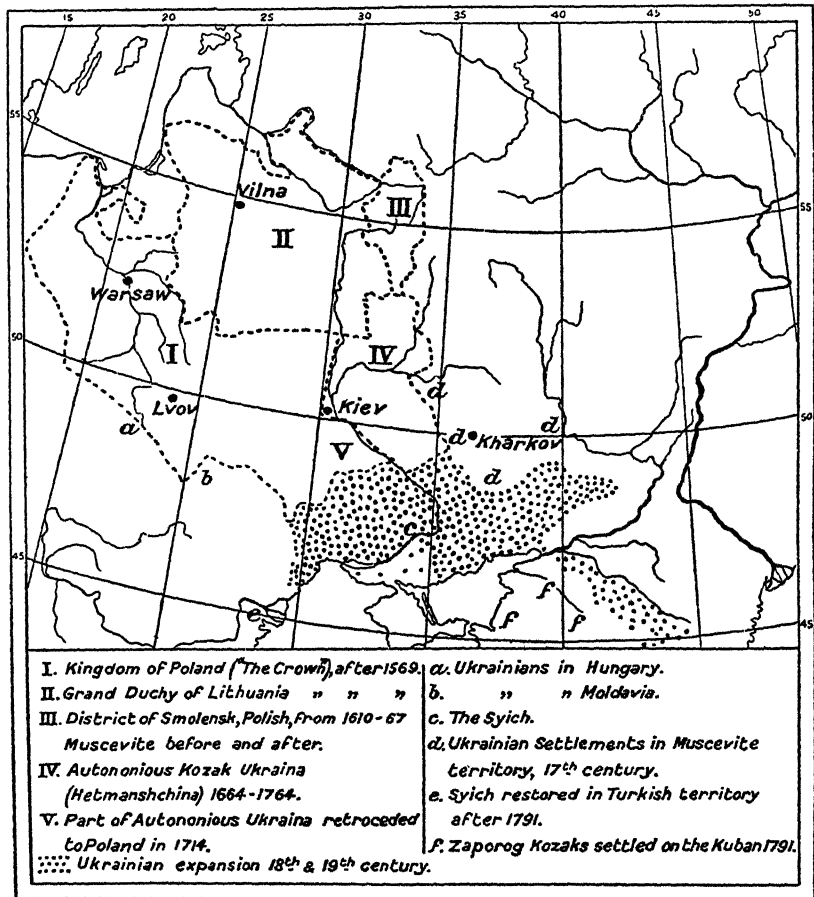 15 20 25 30 35 40 45 50
55
55
50
50
45
45
Vilna
II
III
Warsaw
I
IV
Lvov
Kiev
V
a
b
c
d
d
Kharkov
d
d
e
f
f
f
I. Kingdom of Poland ("The Crown"), after 1569.
II. Grand Duchy of Lithuania " " "
III. District of Smolensk, Polish, from 1610-67
Muscevite before and after.
IV. Autononious Kozak Ukraina
(Hetmanshchina) 1664-1764.
V. Part of Autononious Ukraina retroceded
to Poland in 1714.
Ukrainian expansion 18th & 19th century.
a. Ukrainians in Hungary.
b. " " Moldavia.
c. The Syich.
d. Ukrainian Settlements in Muscevite
territory, 17th century.
e. Syich restored in Turkish territory
after 1791.
f. Zaporog Kozaks settled on the Kuban 1791.